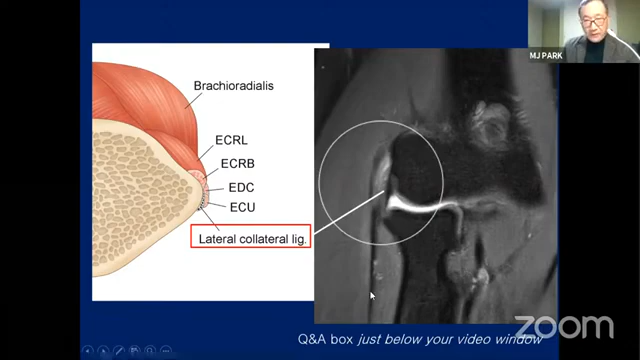 MJ PARK
Brachioradialis
ECRL
ECRB
EDC
ECU
Lateral collateral lig.
Q&A box just below your video window
zoom